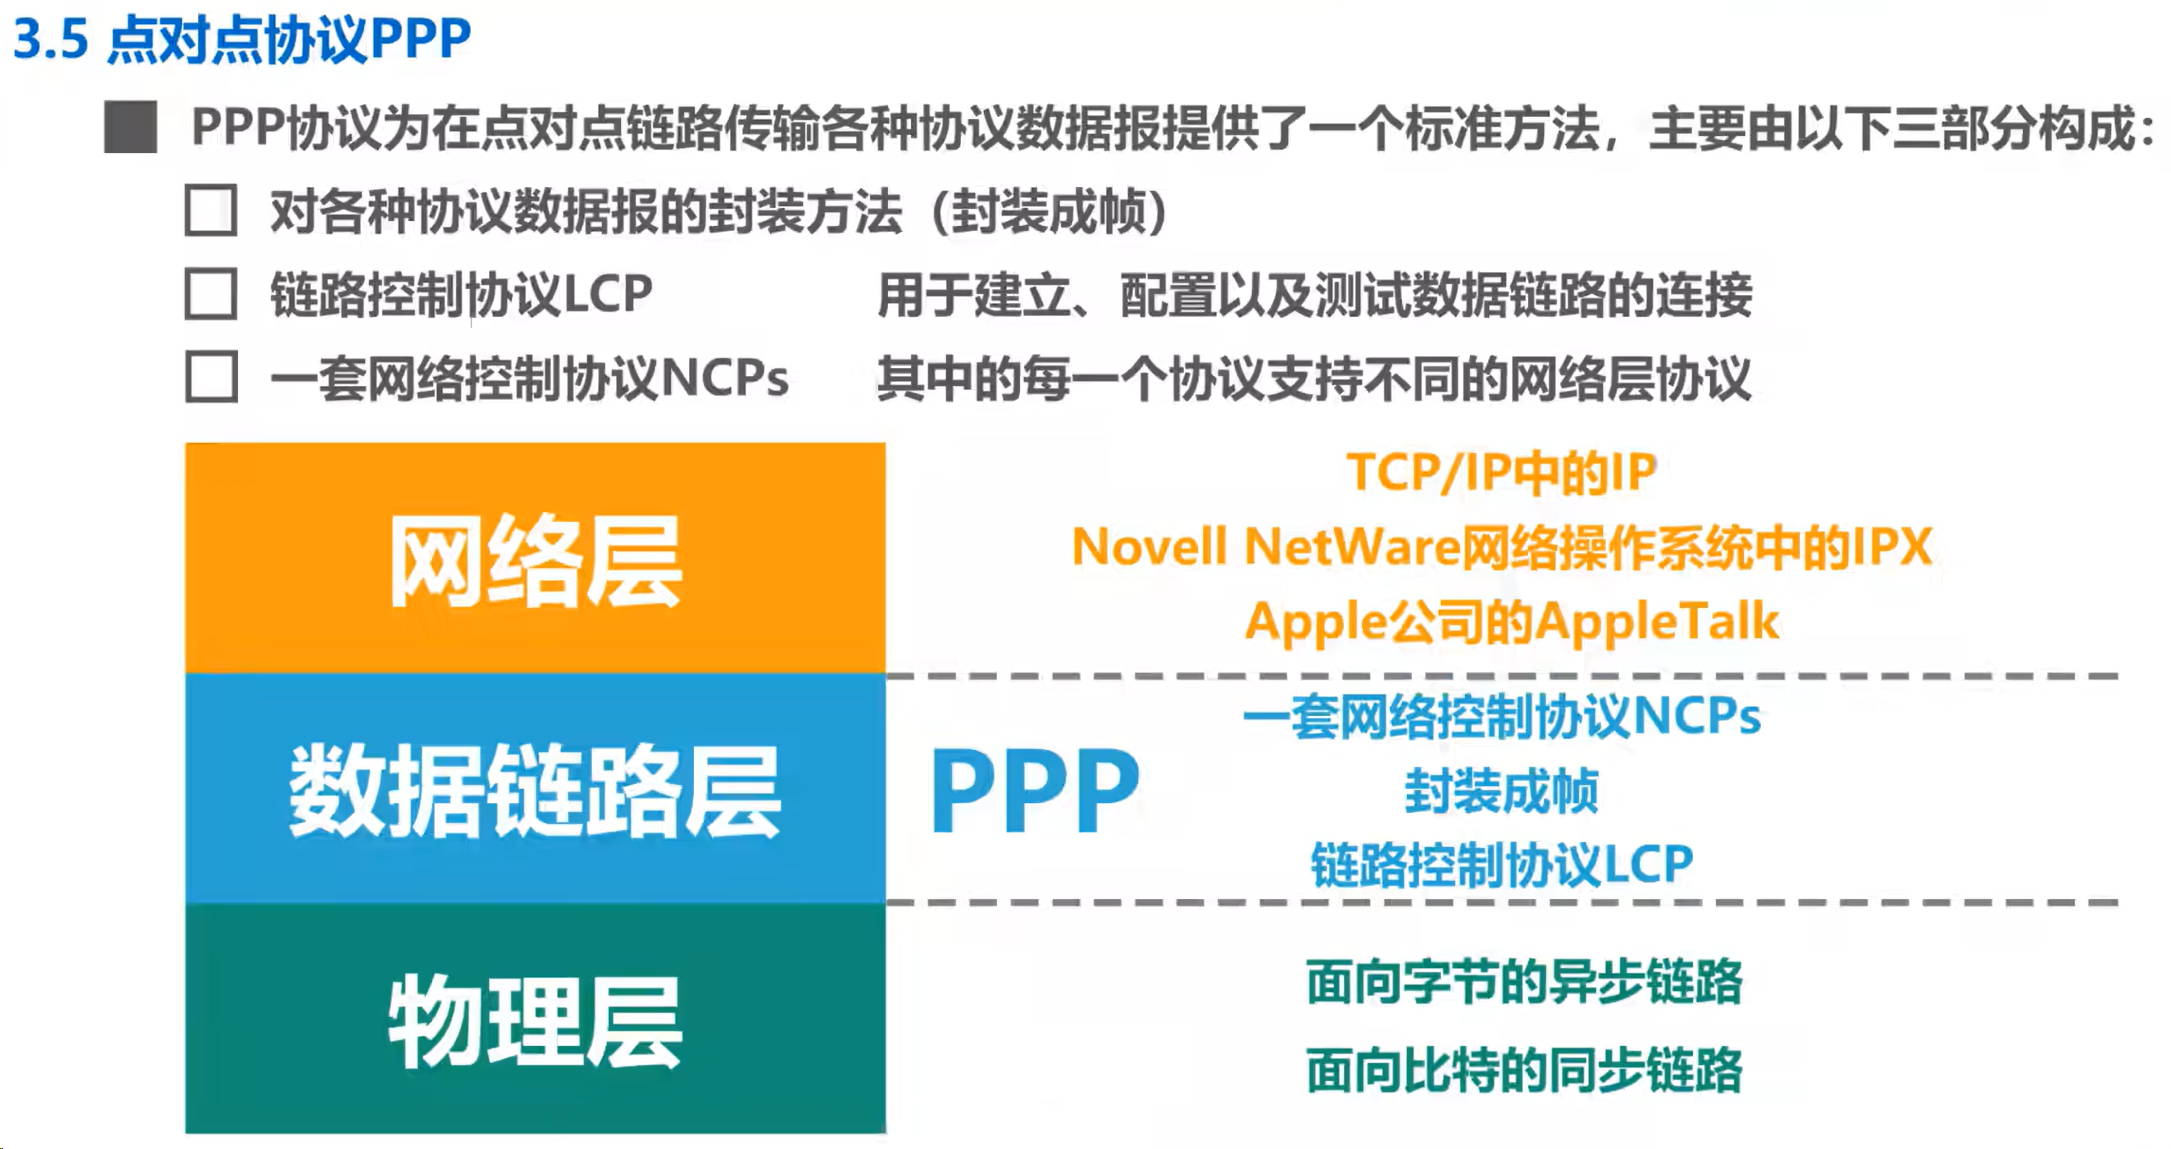 3.5 点对点协议PPP
PPP协议为在点对点链路传输各种协议数据报提供了一个标准方法，主要由以下三部分构成：
对各种协议数据报的封装方法（封装成帧）
链路控制协议LCP 用于建立、配置以及测试数据链路的连接
一套网络控制协议NCPs 其中的每一个协议支持不同的网络层协议
网络层
TCP/IP中的IP
Novell NetWare网络操作系统中的IPX
Apple公司的AppleTalk
数据链路层
PPP
一套网络控制协议NCPs
封装成帧
链路控制协议LCP
物理层
面向字节的异步链路
面向比特的同步链路